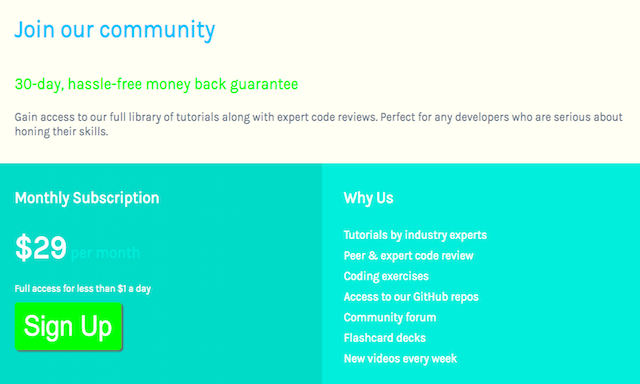 Join our community
30-day, hassle-free money back guarantee
Gain access to our full library of tutorials along with expert code reviews. Perfect for any developers who are serious about
honing their skills.
Monthly Subscription
$29 per month
Full access for less than $1 a day
Sign Up
Why Us
Tutorials by industry experts
Peer & expert code review
Coding exercises
Access to our GitHub repos
Community forum
Flashcard decks
New videos every week